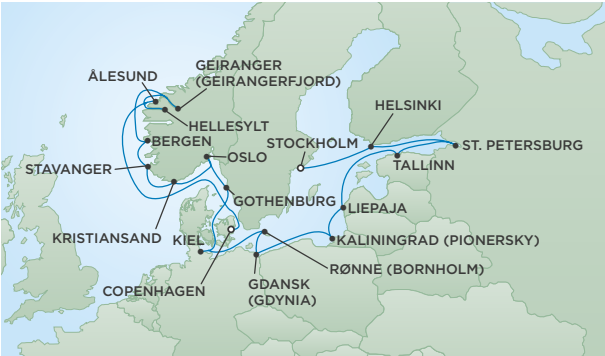 GEIRANGER
(GEIRANGERFJORD)
ÅLESUND
HELSINKI
HELLESYLT
BERGEN
STOCKHOLM
ST. PETERSBURG
OSLO
TALLINN
STAVANGER
GOTHENBURG
LIEPAJA
KRISTIANSAND
KIEL
KALININGRAD (PIONERSKY)
RØNNE (BORNHOLM)
COPENHAGEN
GDANSK
(GDYNIA)